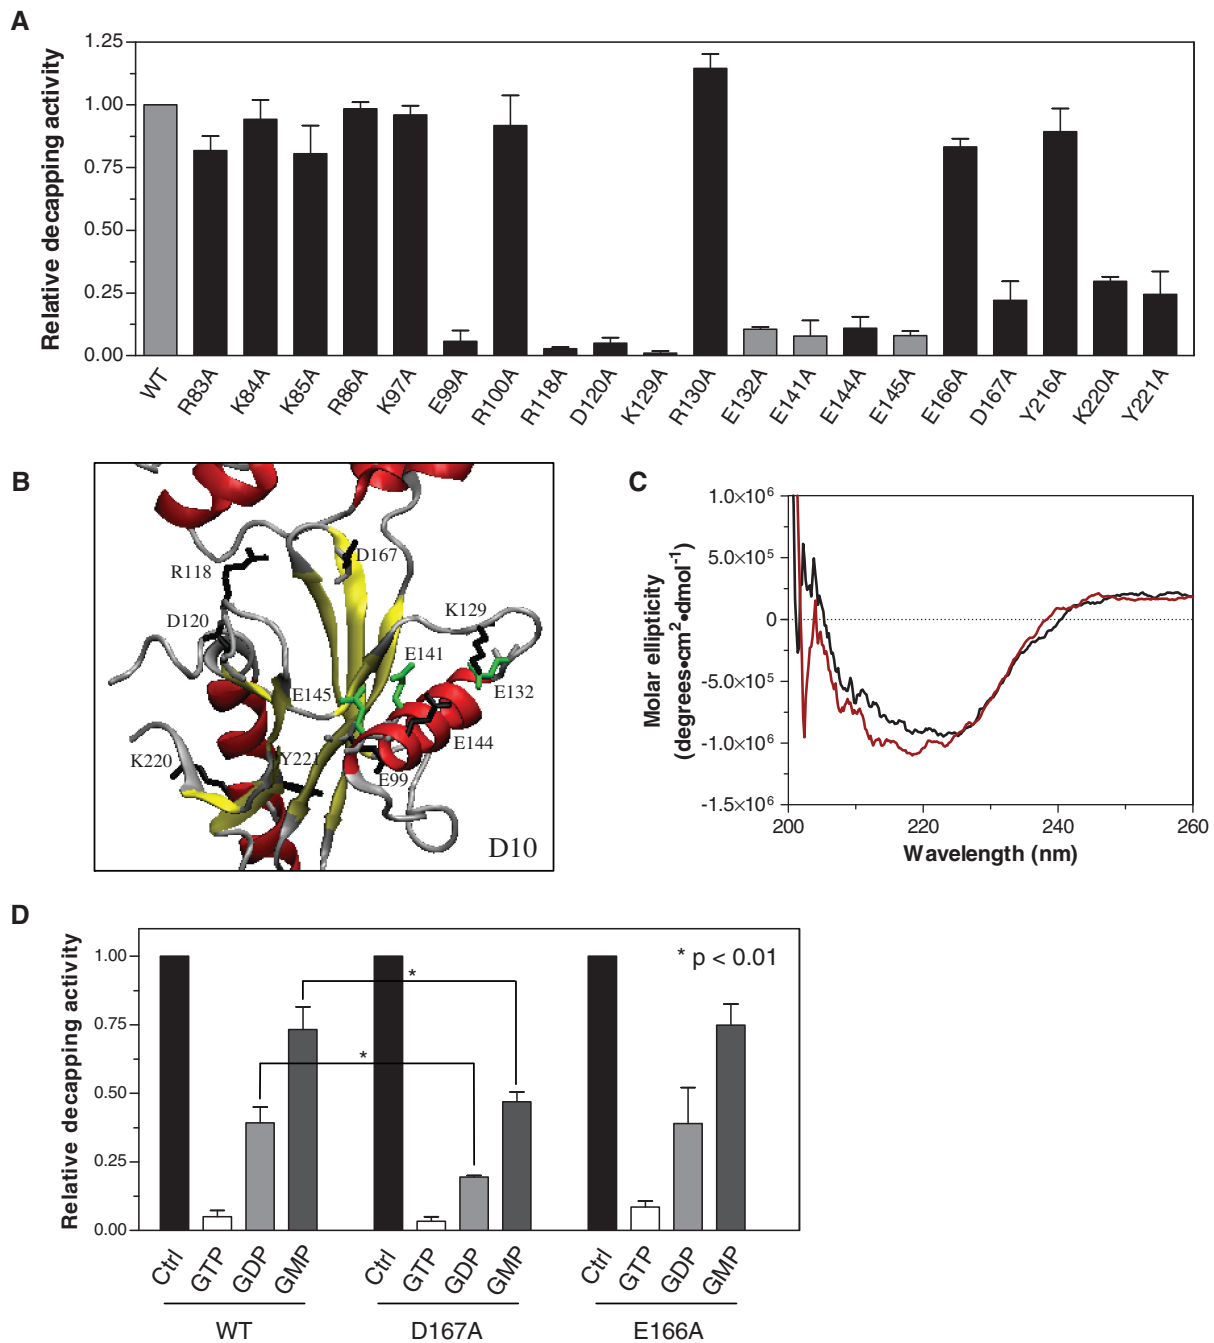 A
Relative decapping activity
1.25
1.00
0.75
0.50
0.25
0.00
WT R83A K84A K85A R86A K97A E99A R100A R118A D120A K129A R130A E132A E141A E144A E145A E166A D167A Y216A K220A Y221A
B
R118
D167
D120
K129
E141
E145
E132
E144
K220
Y221
E99
D10
C
Molar ellipticity
(degrees•cm²•dmol⁻¹)
1.0×10⁶
5.0×10⁵
0
-5.0×10⁵
-1.0×10⁶
-1.5×10⁶
200 220 240 260
Wavelength (nm)
D
Relative decapping activity
1.00
0.75
0.50
0.25
0.00
* p < 0.01
*
*
Ctrl GTP GDP GMP Ctrl GTP GDP GMP Ctrl GTP GDP GMP
WT D167A E166A